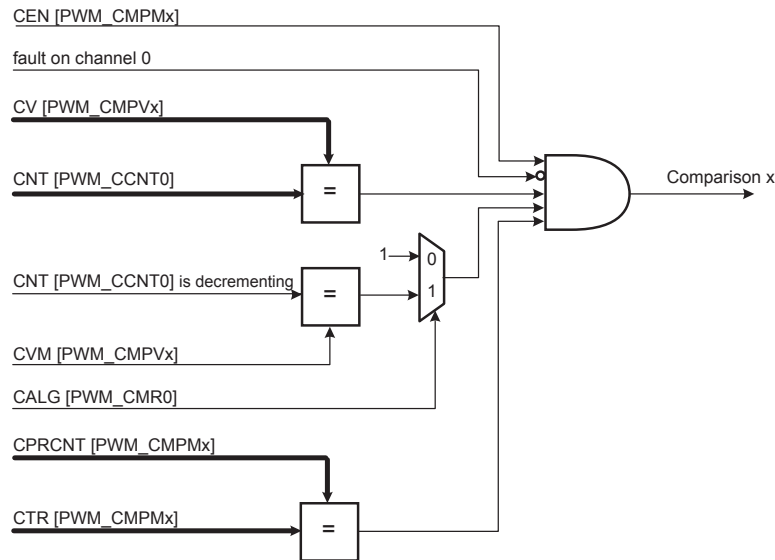 CEN [PWM_CMPMx]
fault on channel 0
CV [PWM_CMPVx]
CNT [PWM_CCNT0]
=
Comparison x
1
0
CNT [PWM_CCNT0] is decrementing
=
1
CVM [PWM_CMPVx]
CALG [PWM_CMR0]
CPRCNT [PWM_CMPMx]
CTR [PWM_CMPMx]
=